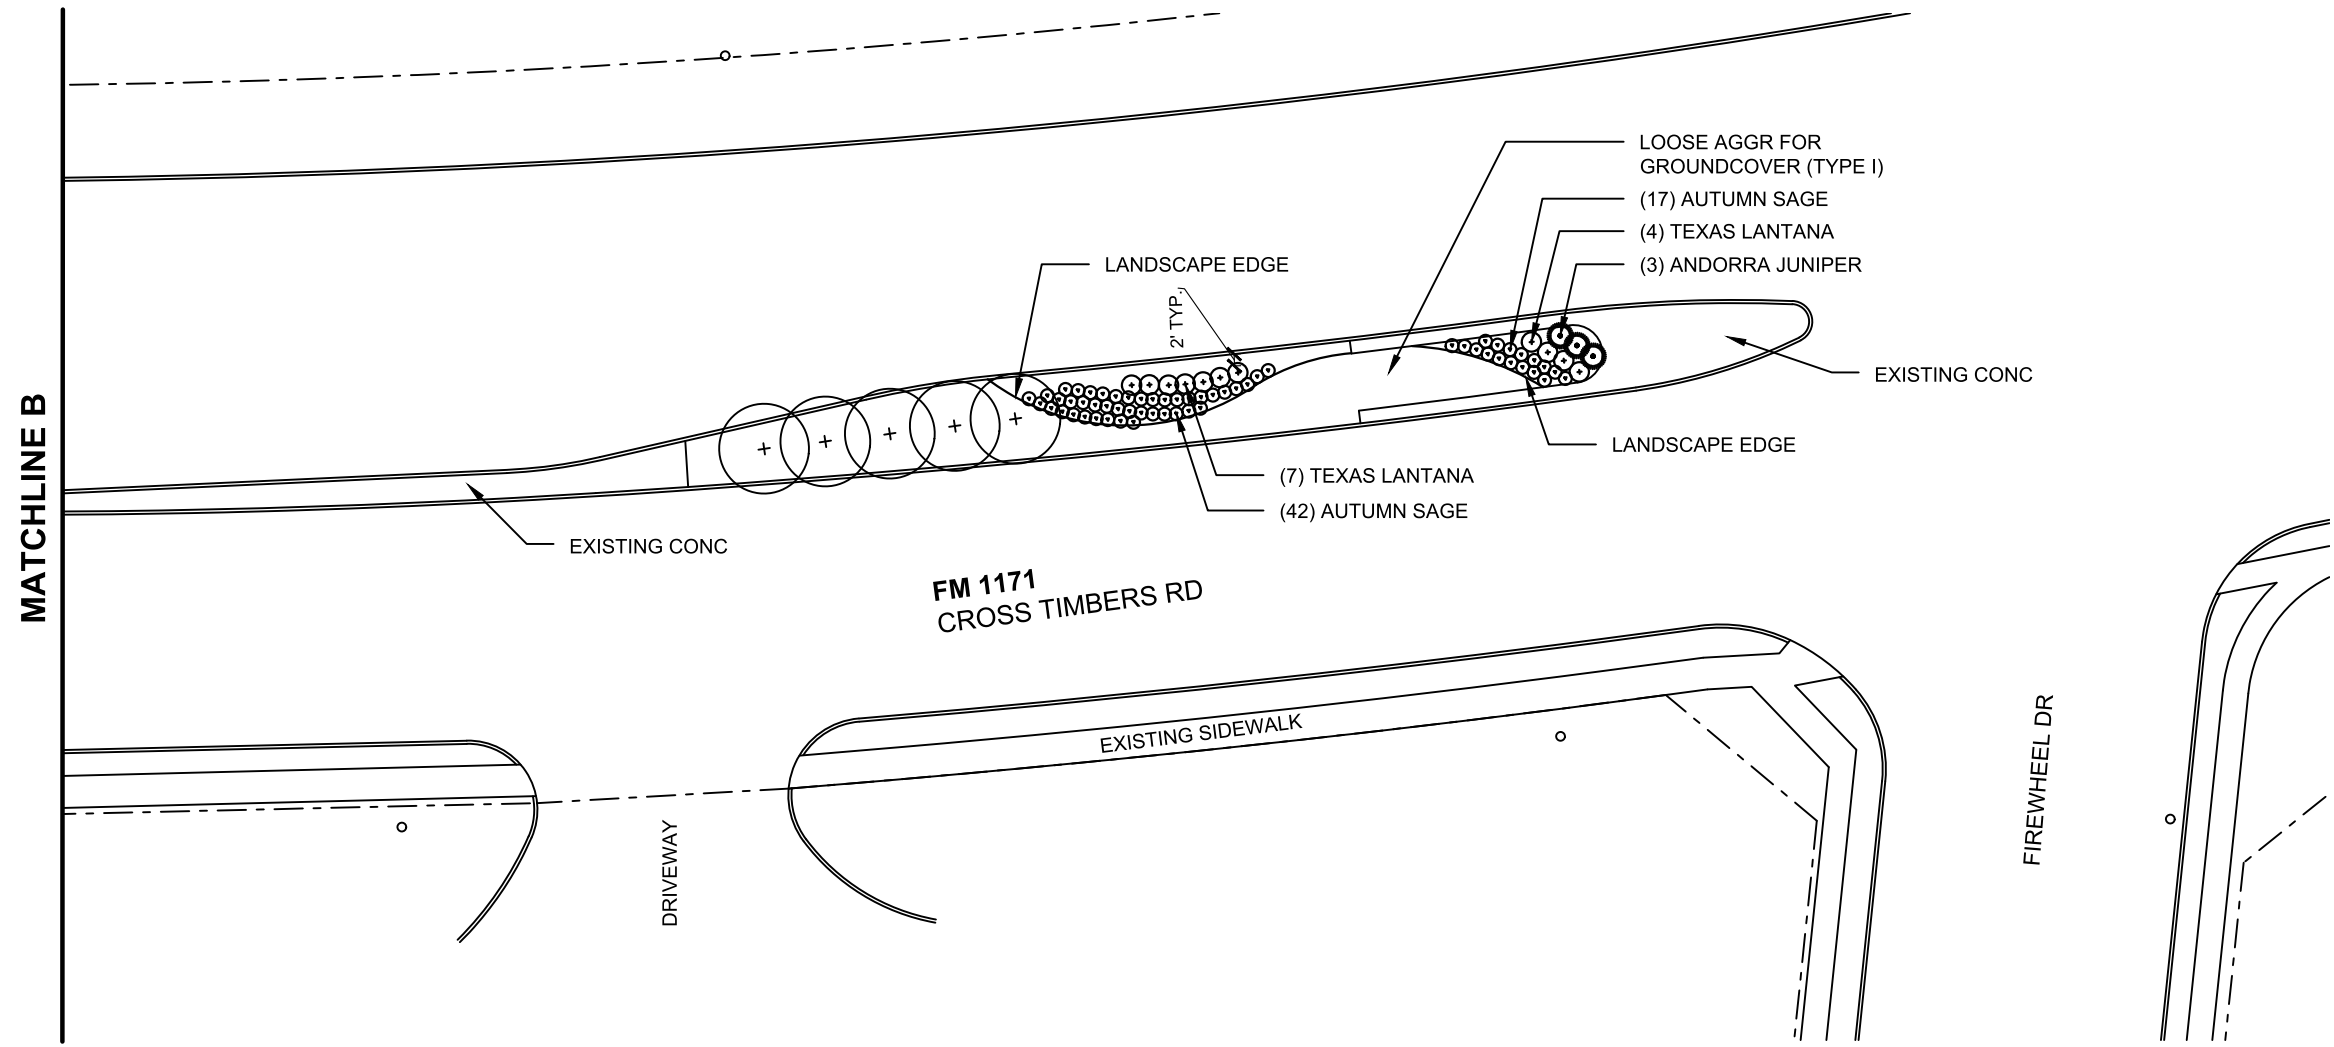 LOOSE AGGR FOR
GROUNDCOVER (TYPE I)
(17) AUTUMN SAGE
(4) TEXAS LANTANA
(3) ANDORRA JUNIPER
LANDSCAPE EDGE
2' TYP.
EXISTING CONC
MATCHLINE B
LANDSCAPE EDGE
(7) TEXAS LANTANA
(42) AUTUMN SAGE
EXISTING CONC
FM 1171
CROSS TIMBERS RD
EXISTING SIDEWALK
FIREWHEEL DR
DRIVEWAY